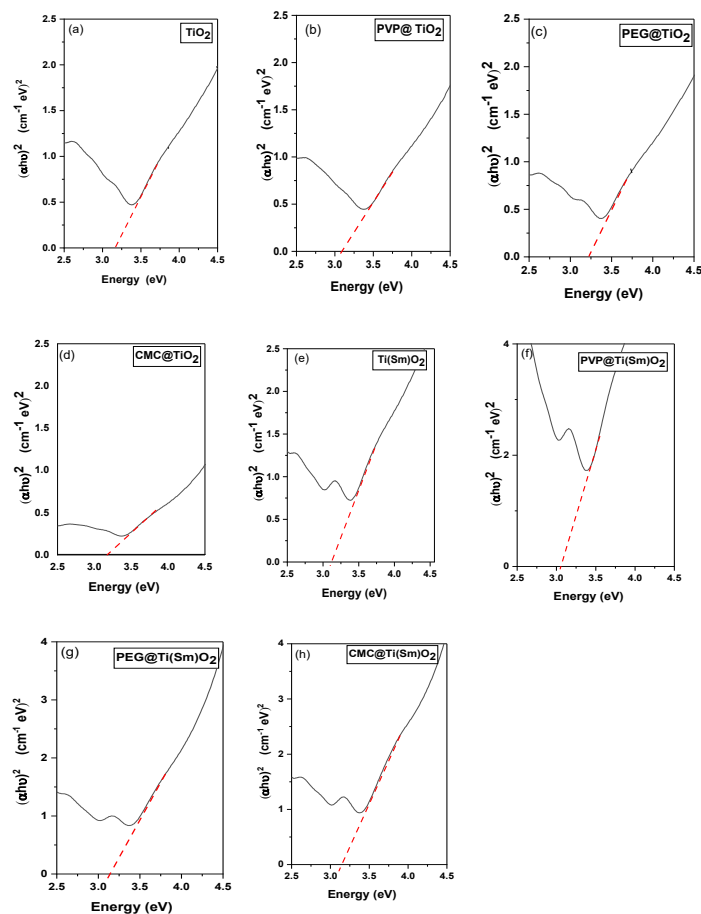 (a)
TiO2
(αhυ)2 (cm-1 eV)2
2.5
2.0
1.5
1.0
0.5
0.0
2.5 3.0 3.5 4.0 4.5
Energy (eV)
(b)
PVP@ TiO2
(αhυ)2 (cm-1 eV)2
2.5
2.0
1.5
1.0
0.5
0.0
2.5 3.0 3.5 4.0 4.5
Energy (eV)
(c)
PEG@TiO2
(αhυ)2 (cm-1 eV)2
2.5
2.0
1.5
1.0
0.5
0.0
2.5 3.0 3.5 4.0 4.5
Energy (eV)
(d)
CMC@TiO2
(αhυ)2 (cm-1 eV)2
2.5
2.0
1.5
1.0
0.5
0.0
2.5 3.0 3.5 4.0 4.5
Energy (eV)
(e)
Ti(Sm)O2
(αhυ)2 (cm-1 eV)2
2.5
2.0
1.5
1.0
0.5
0.0
2.5 3.0 3.5 4.0 4.5
Energy (eV)
(f)
PVP@Ti(Sm)O2
(αhυ)2 (cm-1 eV)2
4
2
0
2.5 3.0 3.5 4.0 4.5
Energy (eV)
(g)
PEG@Ti(Sm)O2
(αhυ)2 (cm-1 eV)2
4
3
2
1
0
2.5 3.0 3.5 4.0 4.5
Energy (eV)
(h)
CMC@Ti(Sm)O2
(αhυ)2 (cm-1 eV)2
4
3
2
1
0
2.5 3.0 3.5 4.0 4.5
Energy (eV)